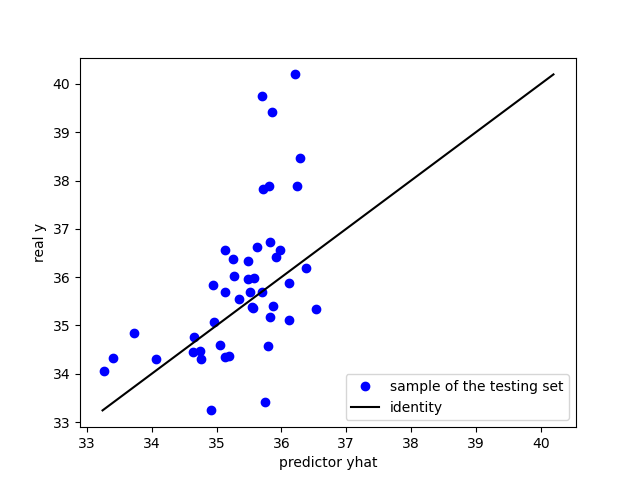 40
39
38
37
36
35
34
33
real y
33 34 35 36 37 38 39 40
predictor yhat
sample of the testing set
identity